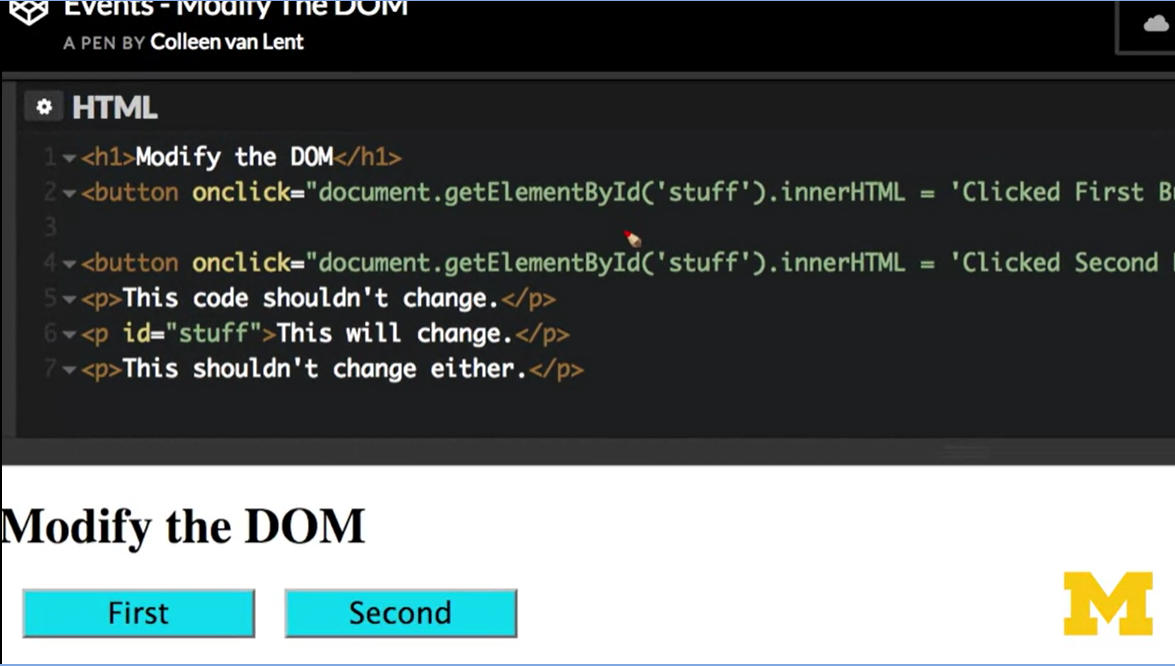 Events - Modify The DOM
A PEN BY Colleen van Lent
HTML
1 <h1>Modify the DOM</h1>
2 <button onclick="document.getElementById('stuff').innerHTML = 'Clicked First
3
4 <button onclick="document.getElementById('stuff').innerHTML = 'Clicked Second
5 <p>This code shouldn't change.</p>
6 <p id="stuff">This will change.</p>
7 <p>This shouldn't change either.</p>
Modify the DOM
First Second
M